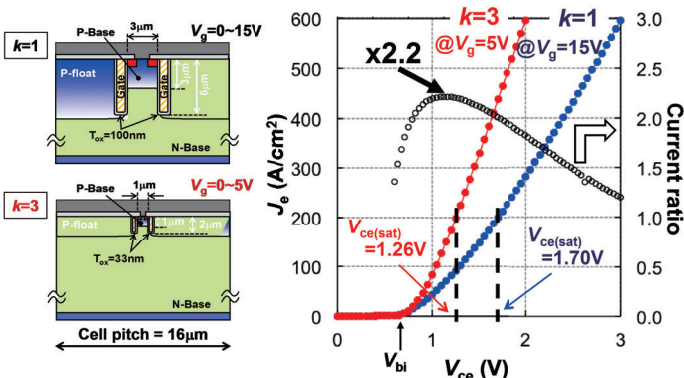 k=1
P-Base
3μm
Vg=0~15V
P-float
Gate
Gate
3μm
6μm
Tox=100nm
N-Base
k=3
P-Base
1μm
Vg=0~5V
P-float
1μm
2μm
Tox=33nm
N-Base
Cell pitch = 16μm
600
500
400
300
200
100
0
Je (A/cm2)
k=3
@Vg=5V
k=1
@Vg=15V
x2.2
Vce(sat)
=1.26V
Vce(sat)
=1.70V
3.0
2.5
2.0
1.5
1.0
0.5
0.0
Current ratio
0
1
2
3
Vbi
Vce (V)